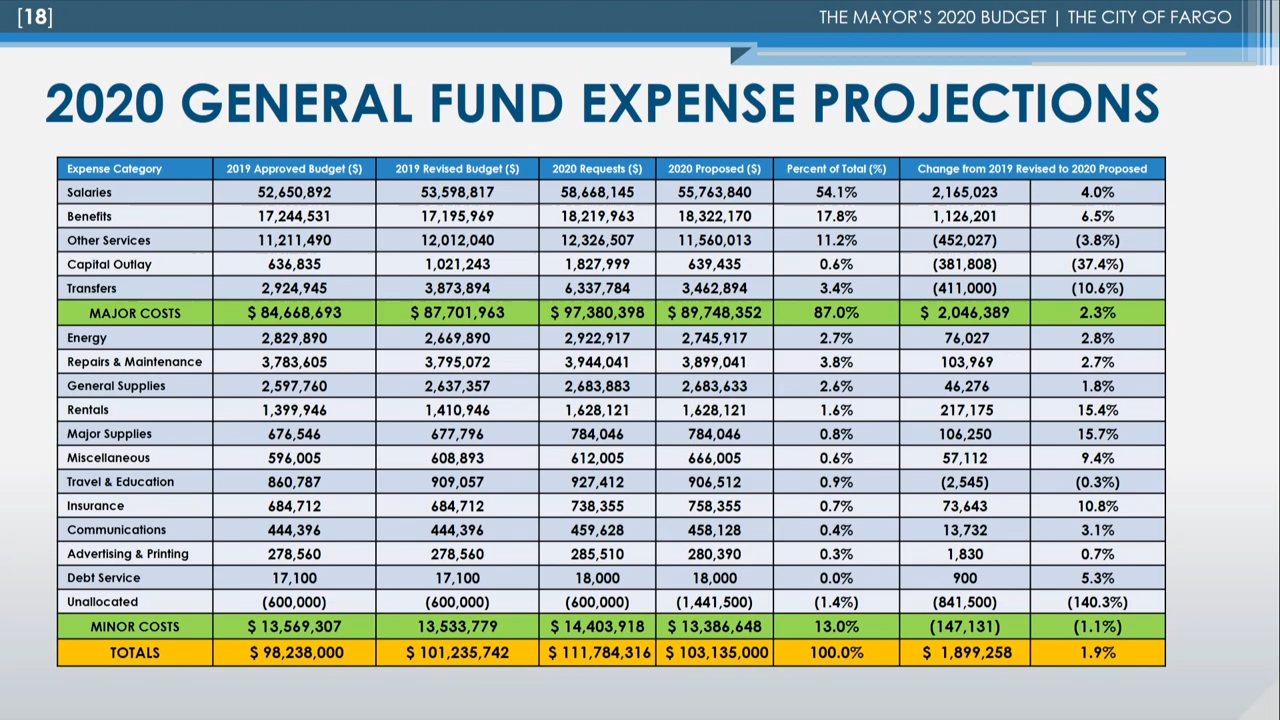 [18]
THE MAYOR'S 2020 BUDGET | THE CITY OF FARGO
2020 GENERAL FUND EXPENSE PROJECTIONS
Expense Category 2019 Approved Budget ($) 2019 Revised Budget ($) 2020 Requests ($) 2020 Proposed ($) Percent of Total (%) Change from 2019 Revised to 2020 Proposed
Salaries 52,650,892 53,598,817 58,668,145 55,763,840 54.1% 2,165,023 4.0%
Benefits 17,244,531 17,195,969 18,219,963 18,322,170 17.8% 1,126,201 6.5%
Other Services 11,211,490 12,012,040 12,326,507 11,560,013 11.2% (452,027) (3.8%)
Capital Outlay 636,835 1,021,243 1,827,999 639,435 0.6% (381,808) (37.4%)
Transfers 2,924,945 3,873,894 6,337,784 3,462,894 3.4% (411,000) (10.6%)
MAJOR COSTS $ 84,668,693 $ 87,701,963 $ 97,380,398 $ 89,748,352 87.0% $ 2,046,389 2.3%
Energy 2,829,890 2,669,890 2,922,917 2,745,917 2.7% 76,027 2.8%
Repairs & Maintenance 3,783,605 3,795,072 3,944,041 3,899,041 3.8% 103,969 2.7%
General Supplies 2,597,760 2,637,357 2,683,883 2,683,633 2.6% 46,276 1.8%
Rentals 1,399,946 1,410,946 1,628,121 1,628,121 1.6% 217,175 15.4%
Major Supplies 676,546 677,796 784,046 784,046 0.8% 106,250 15.7%
Miscellaneous 596,005 608,893 612,005 666,005 0.6% 57,112 9.4%
Travel & Education 860,787 909,057 927,412 906,512 0.9% (2,545) (0.3%)
Insurance 684,712 684,712 738,355 758,355 0.7% 73,643 10.8%
Communications 444,396 444,396 459,628 458,128 0.4% 13,732 3.1%
Advertising & Printing 278,560 278,560 285,510 280,390 0.3% 1,830 0.7%
Debt Service 17,100 17,100 18,000 18,000 0.0% 900 5.3%
Unallocated (600,000) (600,000) (600,000) (1,441,500) (1.4%) (841,500) (140.3%)
MINOR COSTS $ 13,569,307 13,533,779 $ 14,403,918 $ 13,386,648 13.0% (147,131) (1.1%)
TOTALS $ 98,238,000 $ 101,235,742 $ 111,784,316 $ 103,135,000 100.0% $ 1,899,258 1.9%